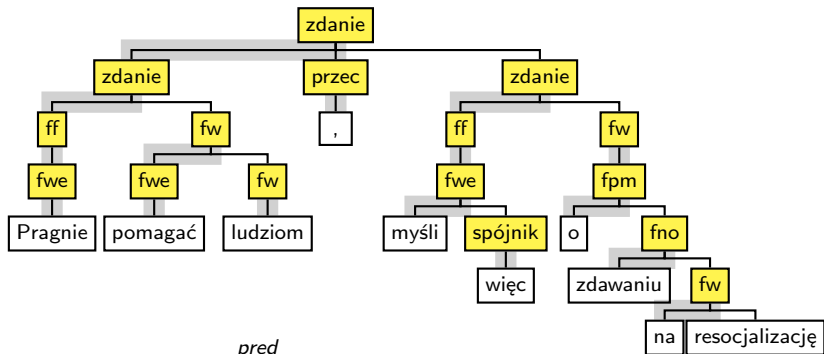 zdanie
zdanie przec zdanie
ff fw , ff fw
fwe fwe fw fwe fpm
Pragnie pomagać ludziom myśli spójnik o fno
więc zdawaniu fw
na resocjalizację
pred